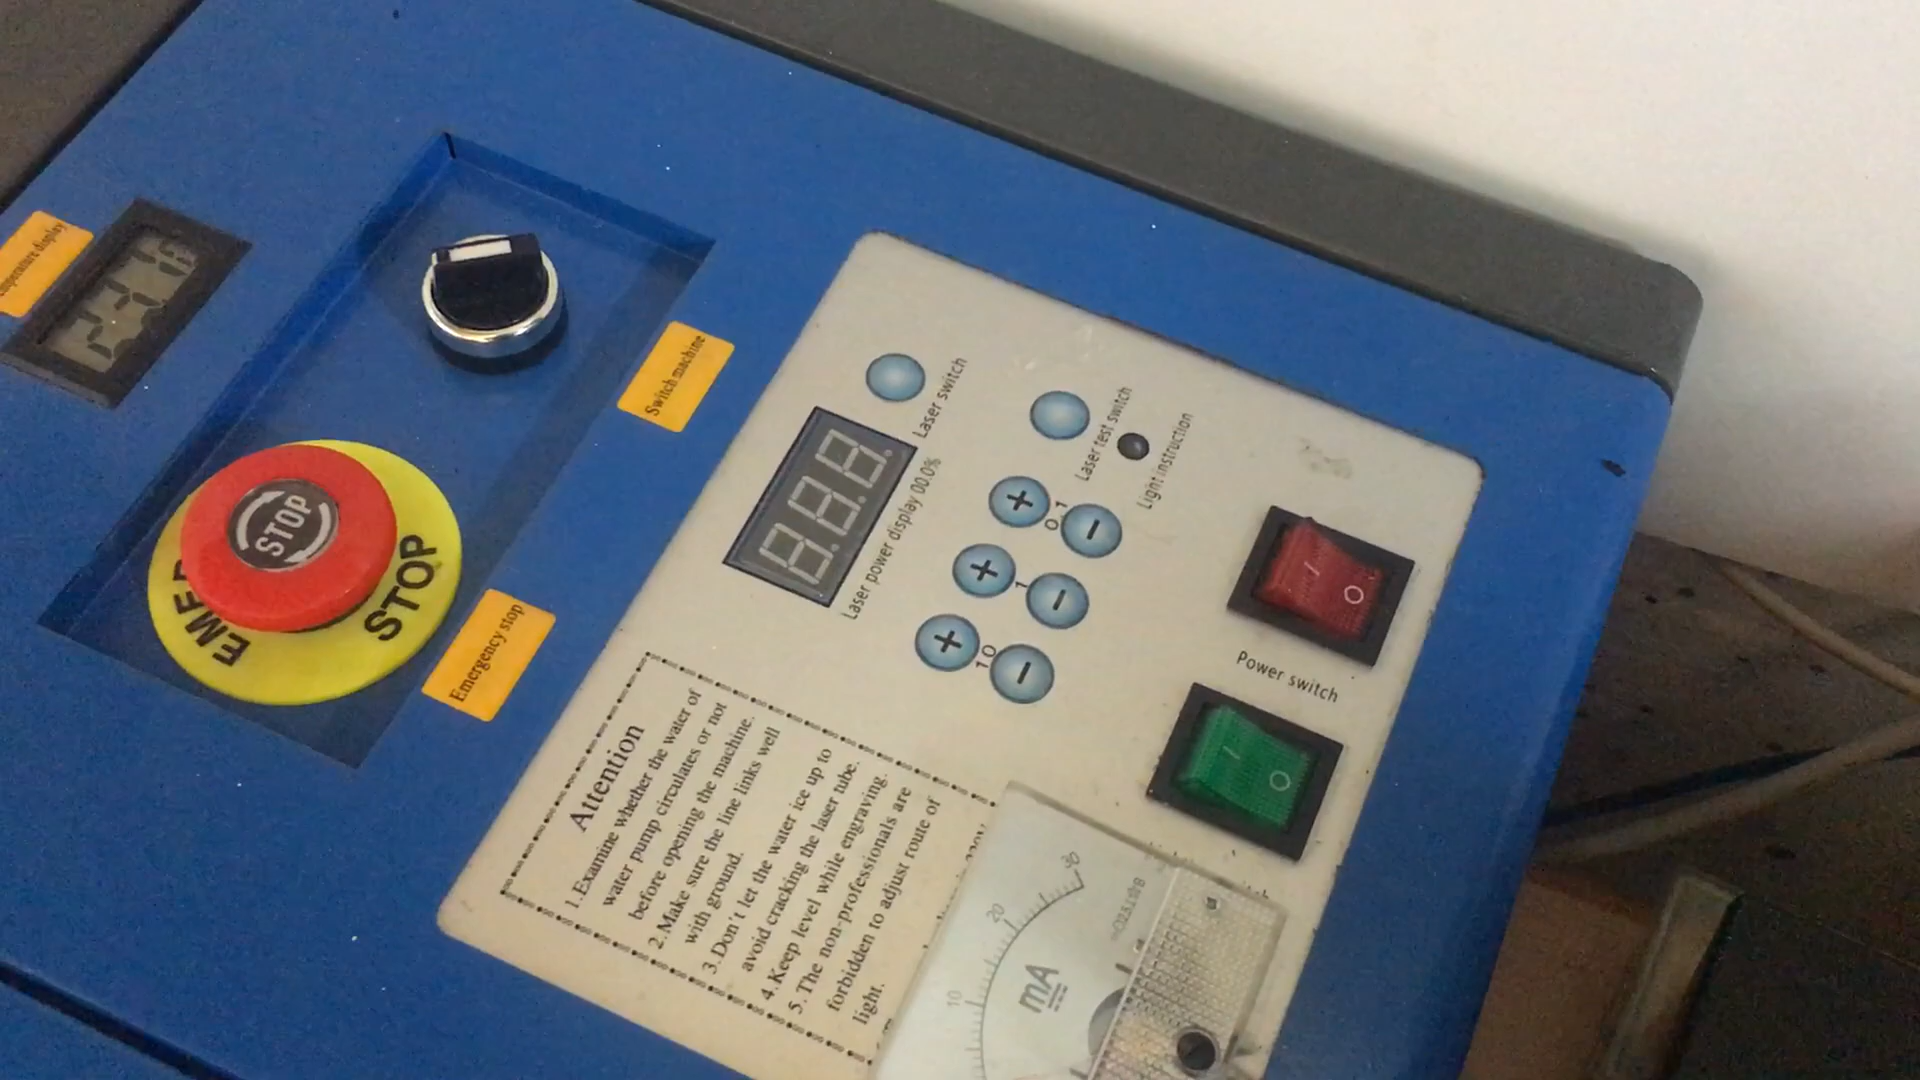 STOP
STOP
Switch machine
Emergency stop
Laser switch
Laser power display 00.0%
Laser test switch
Light instruction
+ 0.1 −
+ 1 −
+ 10 −
Power switch
Attention
1.Examine whether the water of
water pump circulates or not
before opening the machine.
2.Make sure the line links well
with ground.
3.Don't let the water ice up to
avoid cracking the laser tube.
4.Keep level while engraving.
5.The non-professionals are
forbidden to adjust route of
light.
10
20
30
mA